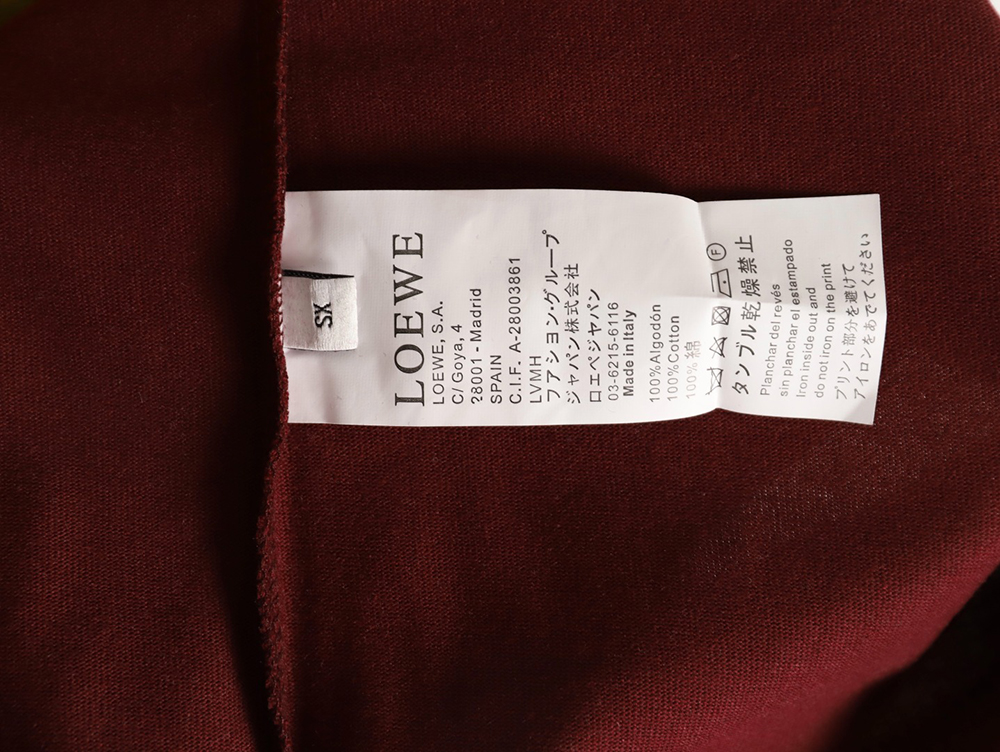 XS
LOEWE
LOEWE, S.A.
C/Goya, 4
28001 - Madrid
SPAIN
C.I.F. A-28003861
LVMH
ファション・グループ
ジャパン株式会社
ロエベジャパン
03-6215-6116
Made in Italy
100%Algodón
100%Cotton
100%綿
F
タンブル乾燥禁止
Planchar del revés
sin planchar el estampado
Iron inside out and
do not iron on the print
プリント部分を避けて
アイロンをあでてください